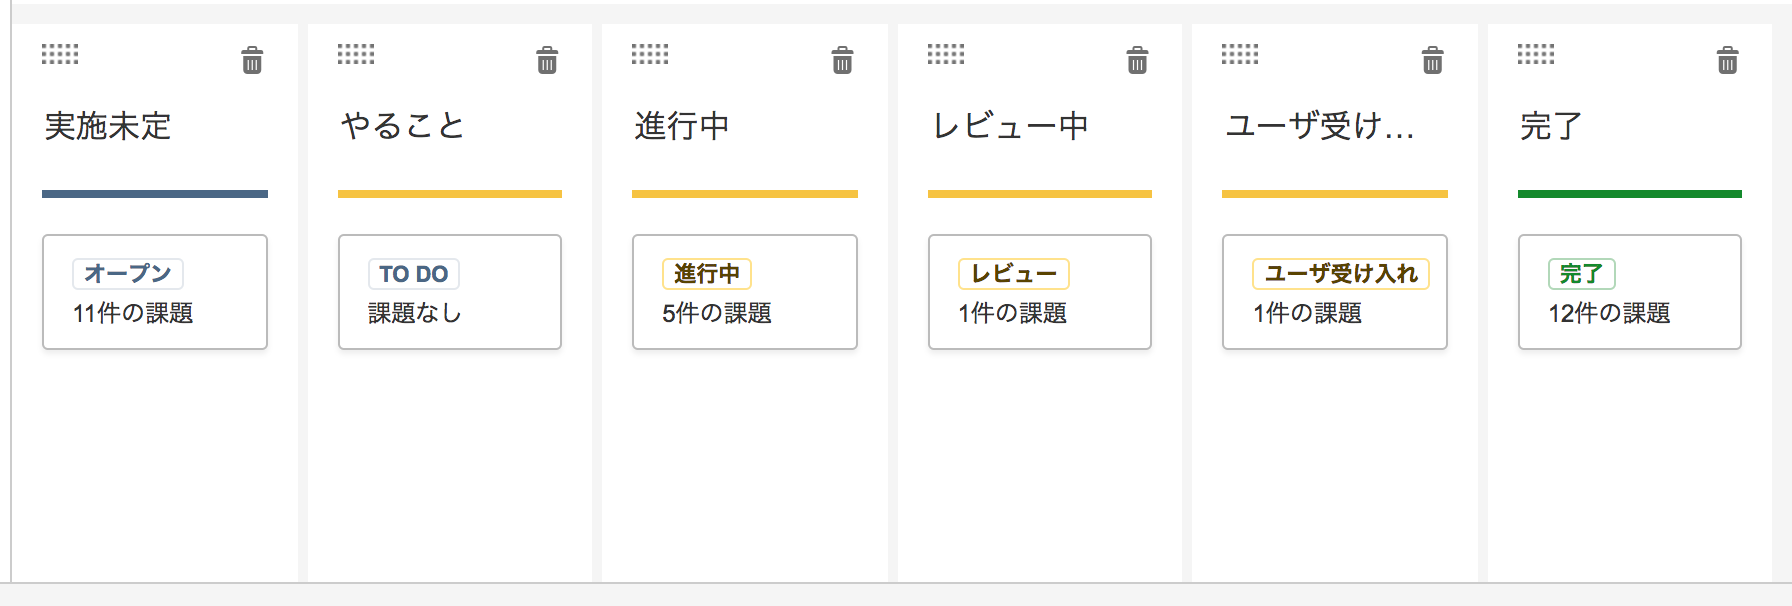 実施未定
オープン
11件の課題
やること
TO DO
課題なし
進行中
進行中
5件の課題
レビュー中
レビュー
1件の課題
ユーザ受け…
ユーザ受け入れ
1件の課題
完了
完了
12件の課題